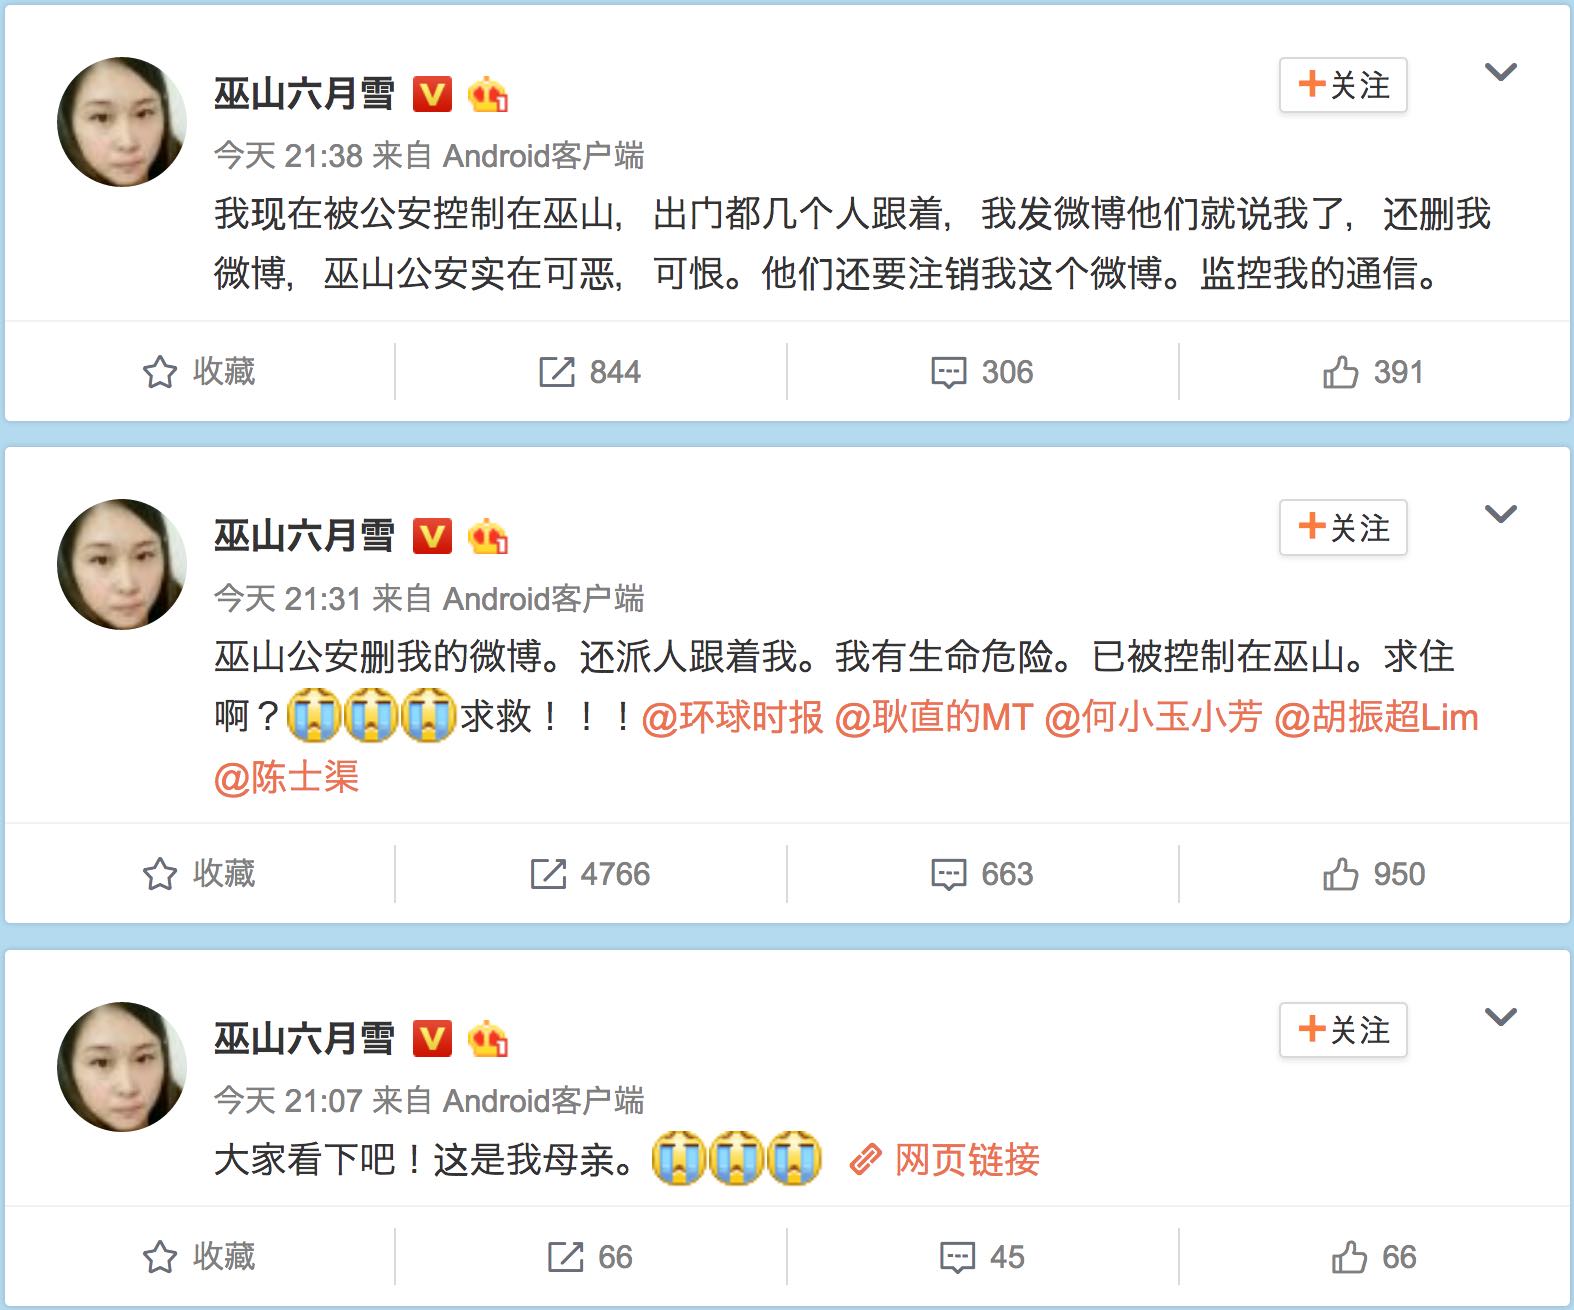 巫山六月雪 V 1
+关注
今天 21:38 来自 Android客户端
我现在被公安控制在巫山，出门都几个人跟着，我发微博他们就说我了，还删我
微博，巫山公安实在可恶，可恨。他们还要注销我这个微博。监控我的通信。
收藏 844 306 391
巫山六月雪 V 1
+关注
今天 21:31 来自 Android客户端
巫山公安删我的微博。还派人跟着我。我有生命危险。已被控制在巫山。求住
啊？😭😭😭求救！！！@环球时报 @耿直的MT @何小玉小芳 @胡振超Lim
@陈士渠
收藏 4766 663 950
巫山六月雪 V 1
+关注
今天 21:07 来自 Android客户端
大家看下吧！这是我母亲。😭😭😭 网页链接
收藏 66 45 66